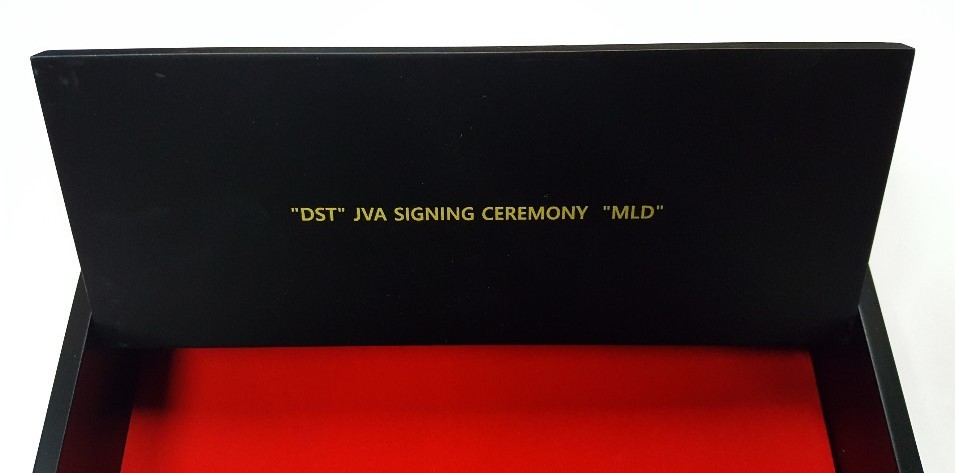 "DST" JVA SIGNING CEREMONY "MLD"